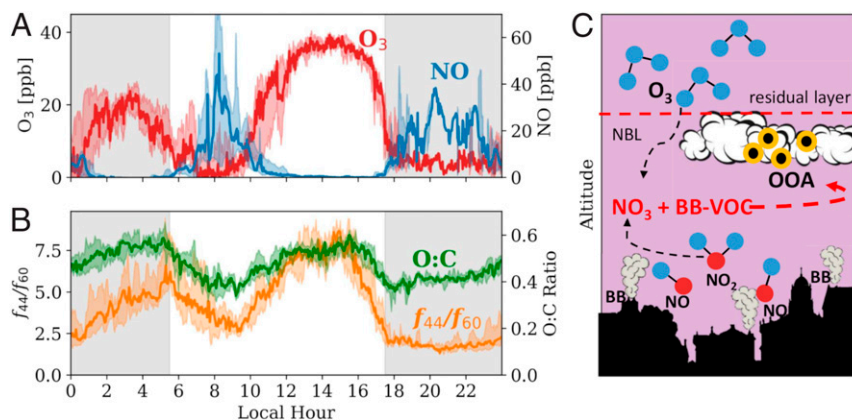 A
O₃ [ppb]
40
20
0
O₃
NO
60
40
20
0
NO [ppb]
B
f₄₄/f₆₀
7.5
5.0
2.5
0.0
O:C
f₄₄/f₆₀
0.6
0.4
0.2
0.0
O:C Ratio
0 2 4 6 8 10 12 14 16 18 20 22
Local Hour
C
Altitude
O₃
residual layer
NBL
OOA
NO₃ + BB-VOC
BB
NO
NO₂
NO
BB